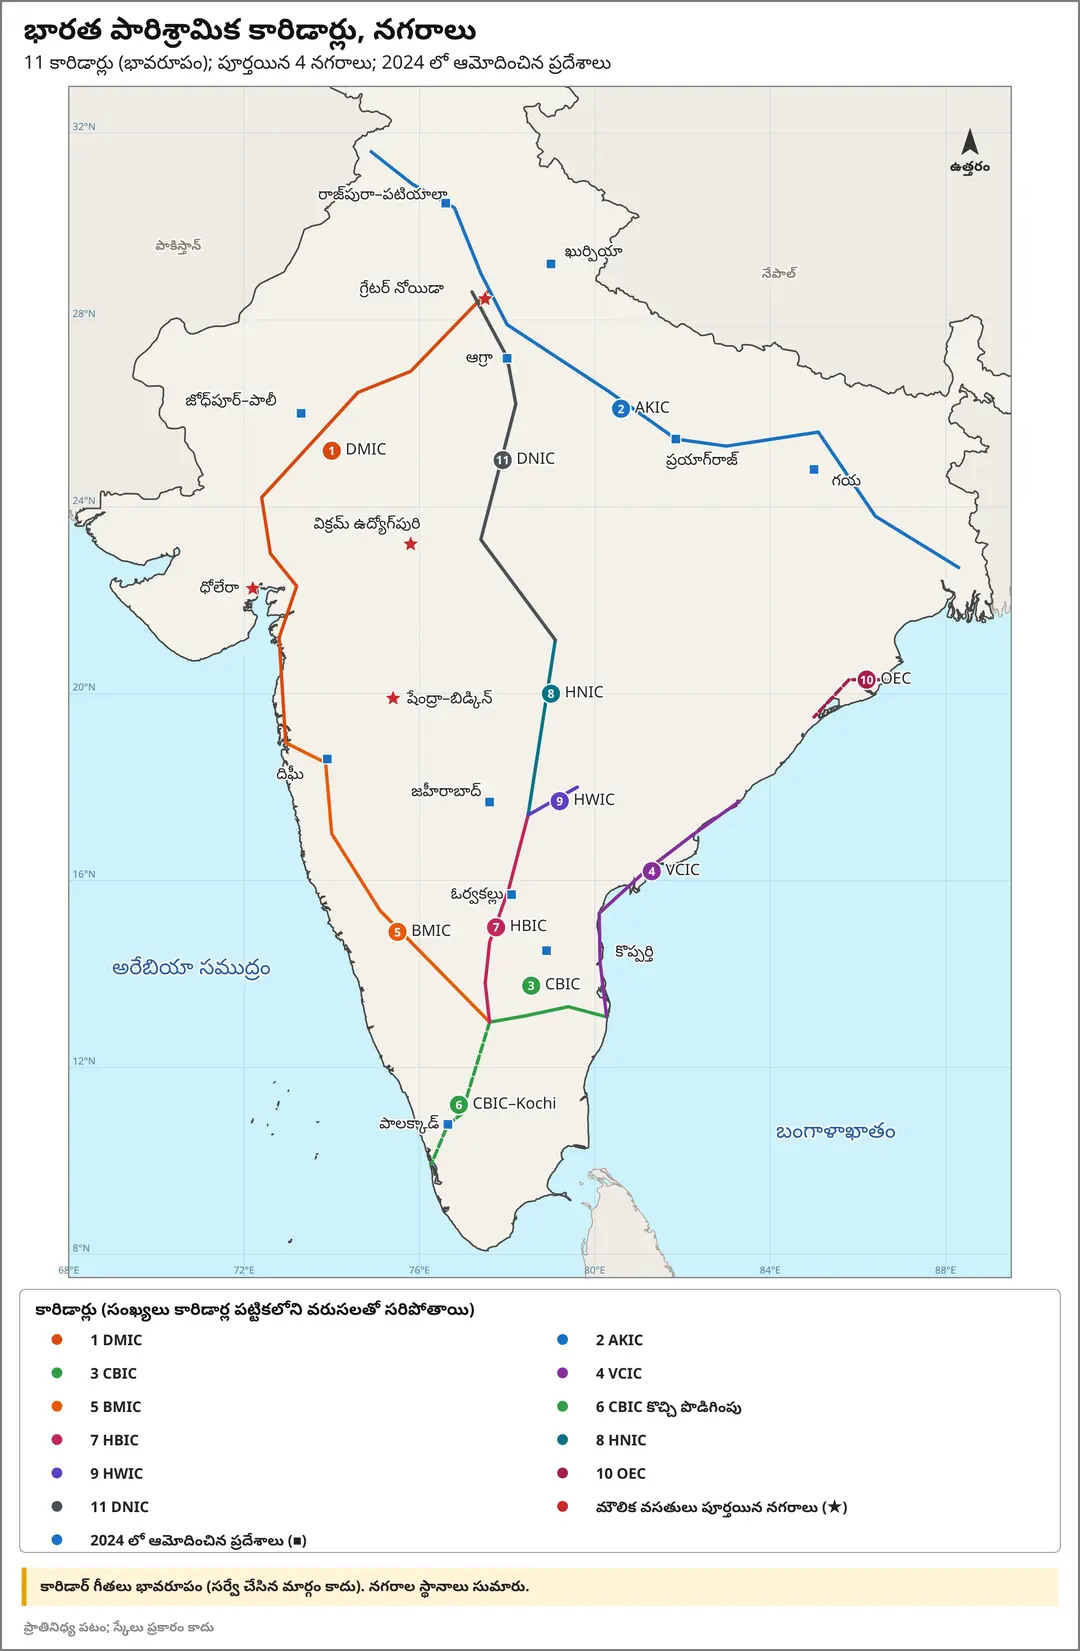 భారత పారిశ్రామిక కారిడార్లు, నగరాలు
11 కారిడార్లు (భావరూపం); పూర్తయిన 4 నగరాలు; 2024 లో ఆమోదించిన ప్రదేశాలు
32°N
ఉత్తరం
రాజ్‌పురా–పటియాలా
పాకిస్తాన్
ఖుర్పియా
నేపాల్
గ్రేటర్ నోయిడా
28°N
ఆగ్రా
జోధ్‌పూర్–పాలీ
2 AKIC
1 DMIC
11 DNIC
ప్రయాగ్‌రాజ్
గయ
24°N
విక్రమ్ ఉద్యోగ్‌పురి
ధోలేరా
10 OEC
20°N
8 HNIC
షేంద్రా–బిడ్కిన్
దిఘీ
జహీరాబాద్
9 HWIC
16°N
4 VCIC
ఓర్వకల్లు
7 HBIC
5 BMIC
కొప్పర్తి
అరేబియా సముద్రం
3 CBIC
12°N
6 CBIC–Kochi
పాలక్కాడ్
బంగాళాఖాతం
8°N
68°E
72°E
76°E
80°E
84°E
88°E
కారిడార్లు (సంఖ్యలు కారిడార్ల పట్టికలోని వరుసలతో సరిపోతాయి)
1 DMIC
2 AKIC
3 CBIC
4 VCIC
5 BMIC
6 CBIC కొచ్చి పొడిగింపు
7 HBIC
8 HNIC
9 HWIC
10 OEC
11 DNIC
మౌలిక వసతులు పూర్తయిన నగరాలు (★)
2024 లో ఆమోదించిన ప్రదేశాలు (■)
కారిడార్ గీతలు భావరూపం (సర్వే చేసిన మార్గం కాదు). నగరాల స్థానాలు సుమారు.
ప్రాతినిధ్య పటం; స్కేలు ప్రకారం కాదు